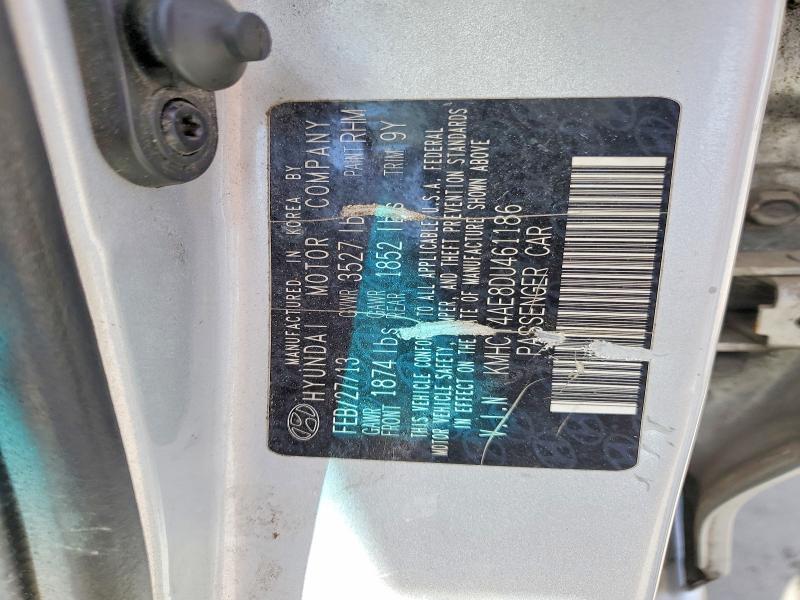 MANUFACTURED IN KOREA BY
HYUNDAI MOTOR COMPANY
FEB/27/13 GVWR 3527 lbs PAINT RHM
GAWR FRONT 1874 lbs GAWR REAR 1852 lbs TRIM 9Y
THIS VEHICLE CONFORMS TO ALL APPLICABLE U.S.A. FEDERAL
MOTOR VEHICLE SAFETY, BUMPER, AND THEFT PREVENTION STANDARDS
IN EFFECT ON THE DATE OF MANUFACTURE SHOWN ABOVE
V.I.N
PASSENGER CAR